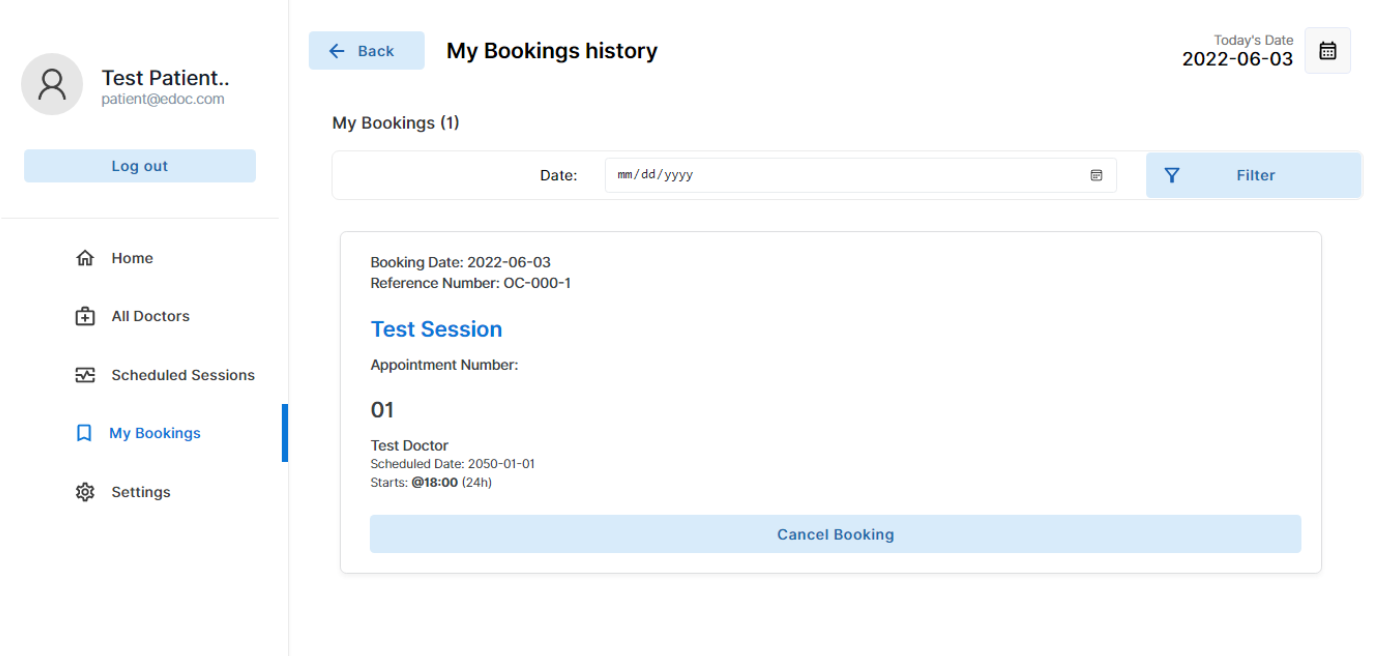 Test Patient..
patient@edoc.com
Log out
Home
All Doctors
Scheduled Sessions
My Bookings
Settings
Back
My Bookings history
Today's Date
2022-06-03
My Bookings (1)
Date:
mm/dd/yyyy
Filter
Booking Date: 2022-06-03
Reference Number: OC-000-1
Test Session
Appointment Number:
01
Test Doctor
Scheduled Date: 2050-01-01
Starts: @18:00 (24h)
Cancel Booking